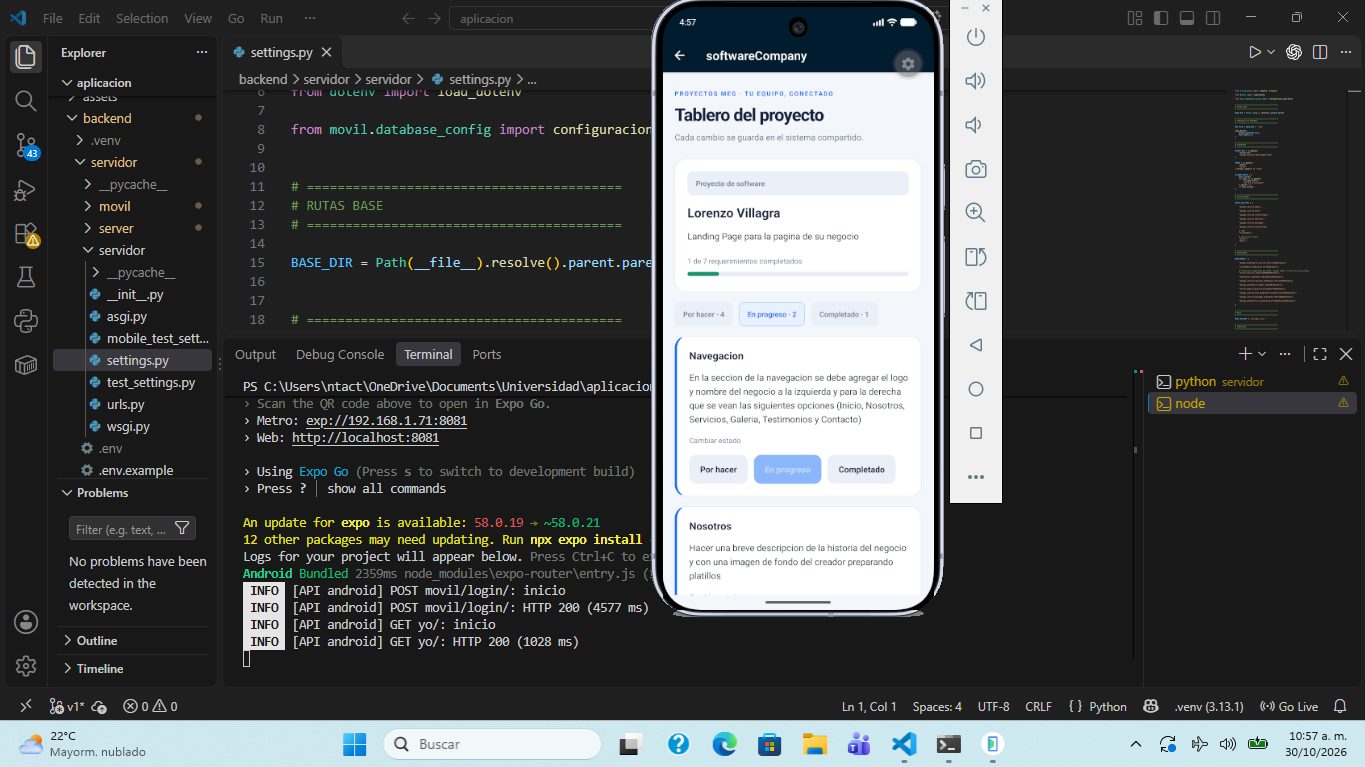 File Edit Selection View Go Run ···
aplicacion
Explorer
aplicacion
assets
backend
.venv
servidor
__pycache__
movil
server
servidor
__pycache__
__init__.py
asgi.py
mobile_test_sett...
settings.py
test_settings.py
urls.py
wsgi.py
.env
.env.example
Problems
Filter (e.g. text, ...
No problems have been
detected in the
workspace.
Outline
Timeline
43
settings.py
backend > servidor > servidor > settings.py > ...
6 from dotenv import load_dotenv
7
8 from movil.database_config import configuracion
9
10
11 # ========================================
12 # RUTAS BASE
13 # ========================================
14
15 BASE_DIR = Path(__file__).resolve().parent.pare
16
17
18 # ========================================
Output Debug Console Terminal Ports
PS C:\Users\ntact\OneDrive\Documents\Universidad\aplicacion
› Scan the QR code above to open in Expo Go.
› Metro: exp://192.168.1.71:8081
› Web: http://localhost:8081
› Using Expo Go (Press s to switch to development build)
› Press ? │ show all commands
An update for expo is available: 58.0.19 → ~58.0.21
12 other packages may need updating. Run npx expo install
Logs for your project will appear below. Press Ctrl+C to e
Android Bundled 2359ms node_modules\expo-router\entry.js
INFO [API android] POST movil/login/: inicio
INFO [API android] POST movil/login/: HTTP 200 (4577 ms)
INFO [API android] GET yo/: inicio
INFO [API android] GET yo/: HTTP 200 (1028 ms)
python servidor
node
4:57
softwareCompany
PROYECTOS MEG · TU EQUIPO, CONECTADO
Tablero del proyecto
Cada cambio se guarda en el sistema compartido.
Proyecto de software
Lorenzo Villagra
Landing Page para la pagina de su negocio
1 de 7 requerimientos completados
Por hacer · 4 En progreso · 2 Completado · 1
Navegacion
En la seccion de la navegacion se debe agregar el logo
y nombre del negocio a la izquierda y para la derecha
que se vean las siguientes opciones (Inicio, Nosotros,
Servicios, Galeria, Testimonios y Contacto)
Cambiar estado
Por hacer En progreso Completado
Nosotros
Hacer una breve descripcion de la historia del negocio
y con una imagen de fondo del creador preparando
platillos
v1* 0 0
Ln 1, Col 1 Spaces: 4 UTF-8 CRLF { } Python .venv (3.13.1) Go Live
22°C
Mayorm. nublado
Buscar
10:57 a. m.
30/10/2026